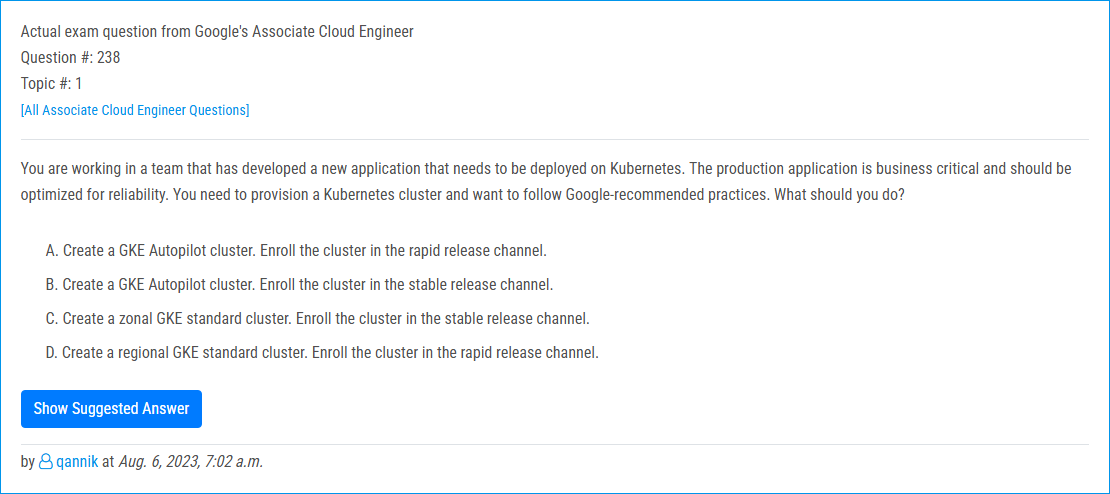 Actual exam question from Google's Associate Cloud Engineer
Question #: 238
Topic #: 1
[All Associate Cloud Engineer Questions]
You are working in a team that has developed a new application that needs to be deployed on Kubernetes. The production application is business critical and should be
optimized for reliability. You need to provision a Kubernetes cluster and want to follow Google-recommended practices. What should you do?
A. Create a GKE Autopilot cluster. Enroll the cluster in the rapid release channel.
B. Create a GKE Autopilot cluster. Enroll the cluster in the stable release channel.
C. Create a zonal GKE standard cluster. Enroll the cluster in the stable release channel.
D. Create a regional GKE standard cluster. Enroll the cluster in the rapid release channel.
Show Suggested Answer
by qannik at Aug. 6, 2023, 7:02 a.m.